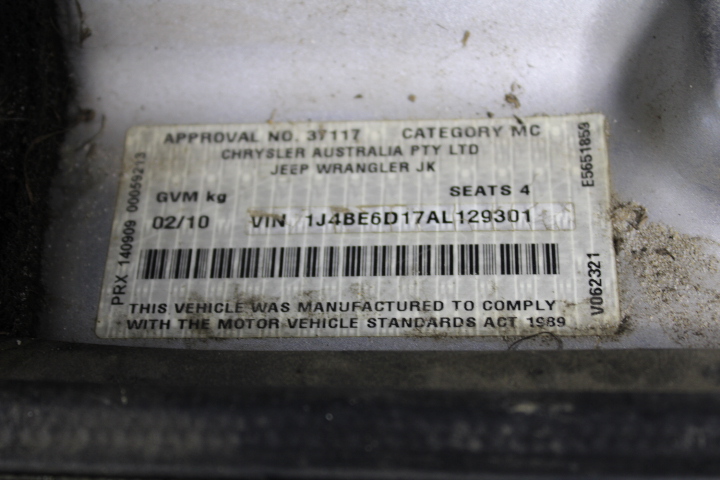 APPROVAL NO. 37117 CATEGORY MC
CHRYSLER AUSTRALIA PTY LTD
JEEP WRANGLER JK
GVM kg SEATS 4
02/10 VIN 1J4BE6D17AL129301
THIS VEHICLE WAS MANUFACTURED TO COMPLY
WITH THE MOTOR VEHICLE STANDARDS ACT 1989
PRX 140909 00059213
E5651859
V062321